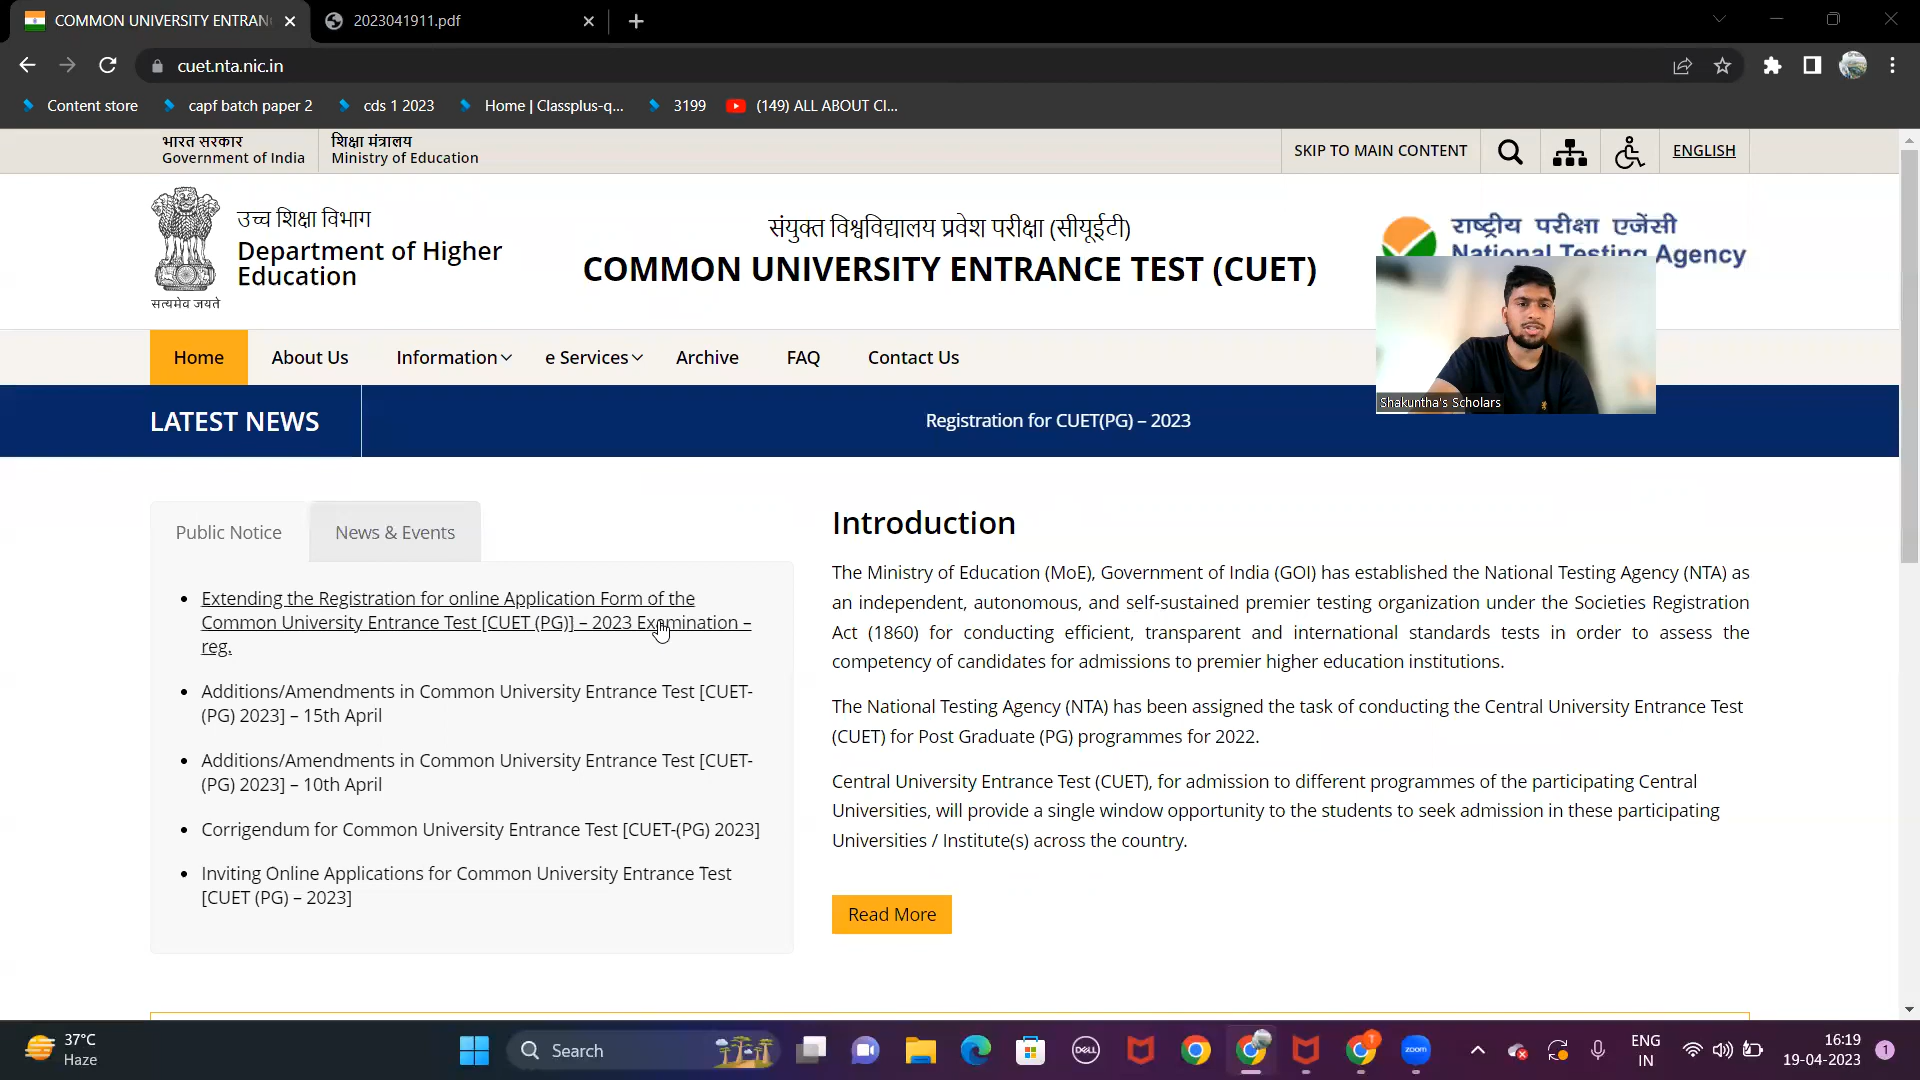 COMMON UNIVERSITY ENTRAN
2023041911.pdf
cuet.nta.nic.in
Content store
capf batch paper 2
cds 1 2023
Home | Classplus-q...
3199
(149) ALL ABOUT CI...
भारत सरकार
Government of India
शिक्षा मंत्रालय
Ministry of Education
SKIP TO MAIN CONTENT
ENGLISH
उच्च शिक्षा विभाग
Department of Higher
Education
सत्यमेव जयते
संयुक्त विश्वविद्यालय प्रवेश परीक्षा (सीयूईटी)
COMMON UNIVERSITY ENTRANCE TEST (CUET)
राष्ट्रीय परीक्षा एजेंसी
National Testing Agency
Home
About Us
Information
e Services
Archive
FAQ
Contact Us
Shakuntha's Scholars
LATEST NEWS
Registration for CUET(PG) – 2023
Public Notice
News & Events
Extending the Registration for online Application Form of the
Common University Entrance Test [CUET (PG)] – 2023 Examination –
reg.
Additions/Amendments in Common University Entrance Test [CUET-
(PG) 2023] – 15th April
Additions/Amendments in Common University Entrance Test [CUET-
(PG) 2023] – 10th April
Corrigendum for Common University Entrance Test [CUET-(PG) 2023]
Inviting Online Applications for Common University Entrance Test
[CUET (PG) – 2023]
Introduction
The Ministry of Education (MoE), Government of India (GOI) has established the National Testing Agency (NTA) as
an independent, autonomous, and self-sustained premier testing organization under the Societies Registration
Act (1860) for conducting efficient, transparent and international standards tests in order to assess the
competency of candidates for admissions to premier higher education institutions.
The National Testing Agency (NTA) has been assigned the task of conducting the Central University Entrance Test
(CUET) for Post Graduate (PG) programmes for 2022.
Central University Entrance Test (CUET), for admission to different programmes of the participating Central
Universities, will provide a single window opportunity to the students to seek admission in these participating
Universities / Institute(s) across the country.
Read More
37°C
Haze
Search
DELL
zoom
T
ENG
IN
16:19
19-04-2023
1